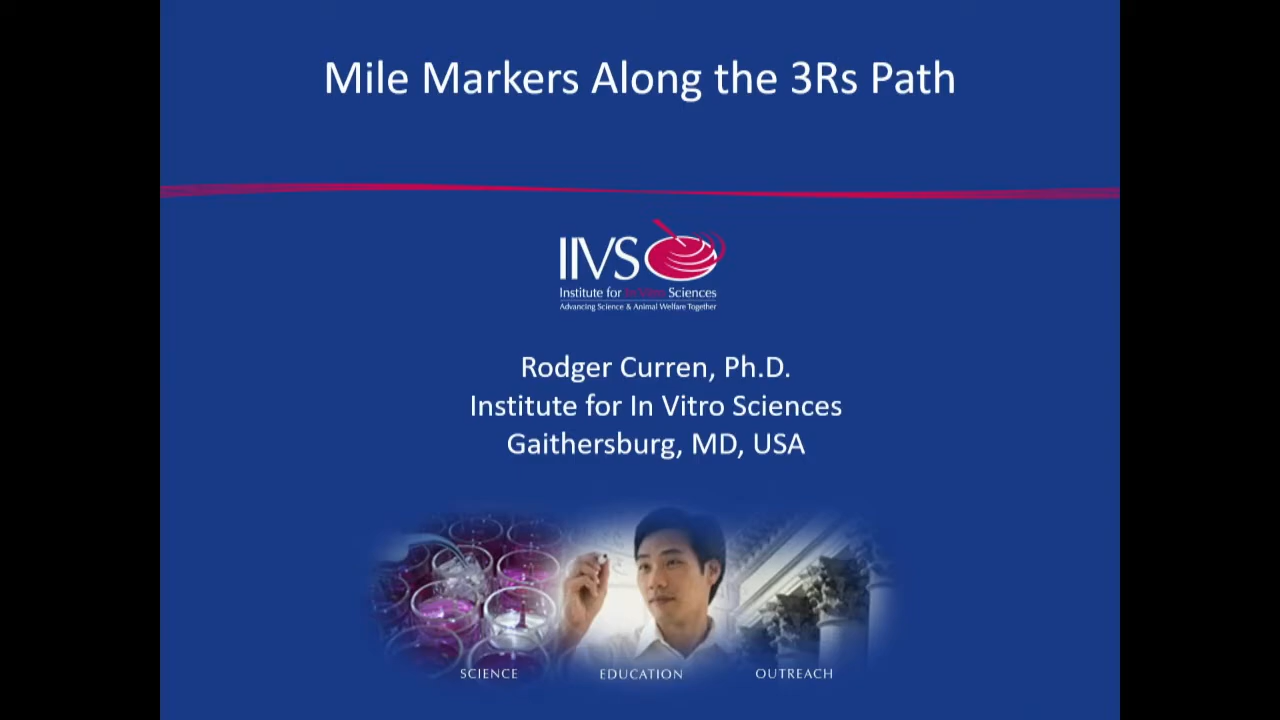 Mile Markers Along the 3Rs Path
IIVS
Institute for In Vitro Sciences
Advancing Science & Animal Welfare Together
Rodger Curren, Ph.D.
Institute for In Vitro Sciences
Gaithersburg, MD, USA
SCIENCE EDUCATION OUTREACH